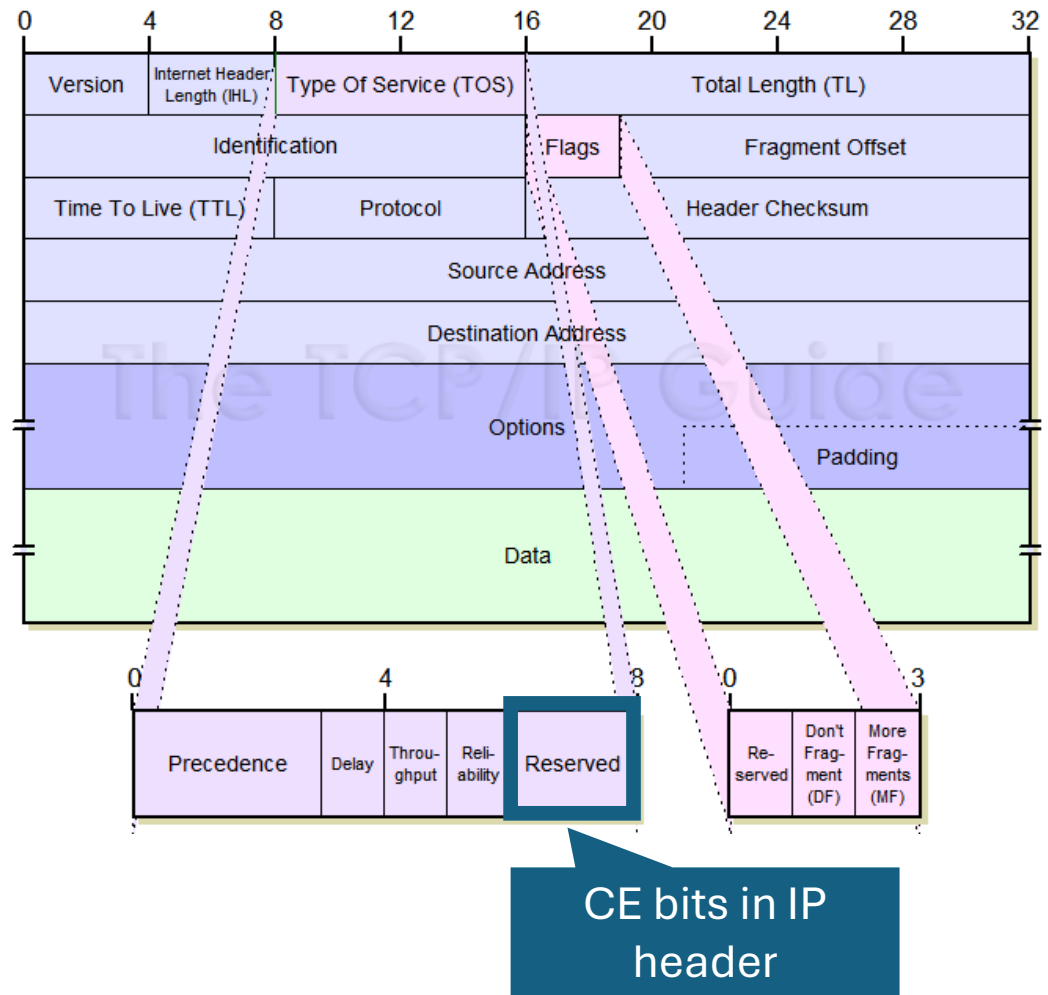 0 4 8 12 16 20 24 28 32
Version
Internet Header
Length (IHL)
Type Of Service (TOS)
Total Length (TL)
Identification
Flags
Fragment Offset
Time To Live (TTL)
Protocol
Header Checksum
Source Address
Destination Address
The TCP/IP Guide
Options
Padding
Data
0 4 8
Precedence
Delay
Throu-
ghput
Reli-
ability
Reserved
0 3
Re-
served
Don't
Frag-
ment
(DF)
More
Frag-
ments
(MF)
CE bits in IP
header